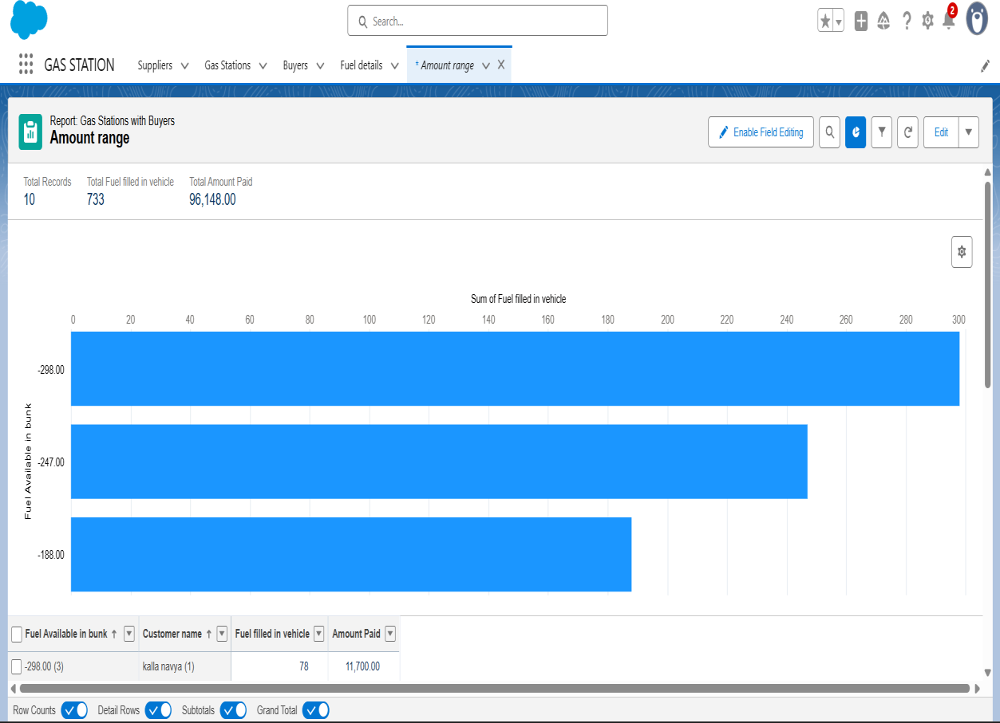 Search...
2
GAS STATION
Suppliers
Gas Stations
Buyers
Fuel details
* Amount range
Report: Gas Stations with Buyers
Amount range
Enable Field Editing
Edit
Total Records
10
Total Fuel filled in vehicle
733
Total Amount Paid
96,148.00
Sum of Fuel filled in vehicle
0 20 40 60 80 100 120 140 160 180 200 220 240 260 280 300
Fuel Available in bunk
-298.00
-247.00
-188.00
Fuel Available in bunk ↑ Customer name ↑ Fuel filled in vehicle Amount Paid
-298.00 (3) kalla navya (1) 78 11,700.00
Row Counts Detail Rows Subtotals Grand Total